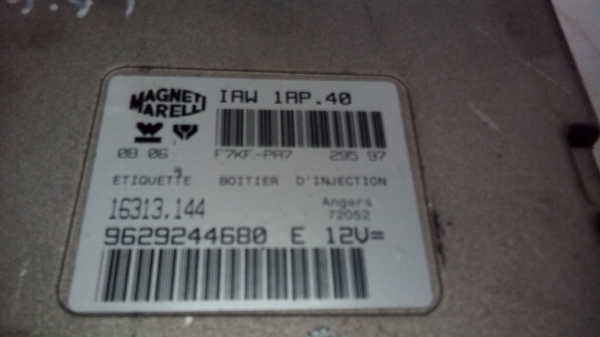 MAGNETI MARELLI
IAW 1AP.40
08 06 F7KF-PA7 295 97
ETIQUETTE BOITIER D'INJECTION
16313.144 Angers 72052
9629244680 E 12V=